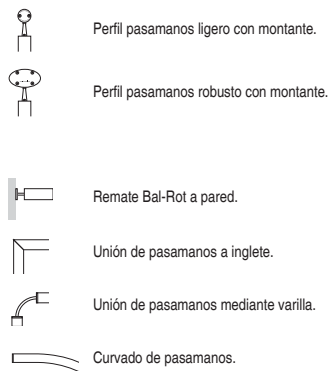 Perfil pasamanos ligero con montante.
Perfil pasamanos robusto con montante.
Remate Bal-Rot a pared.
Unión de pasamanos a inglete.
Unión de pasamanos mediante varilla.
Curvado de pasamanos.